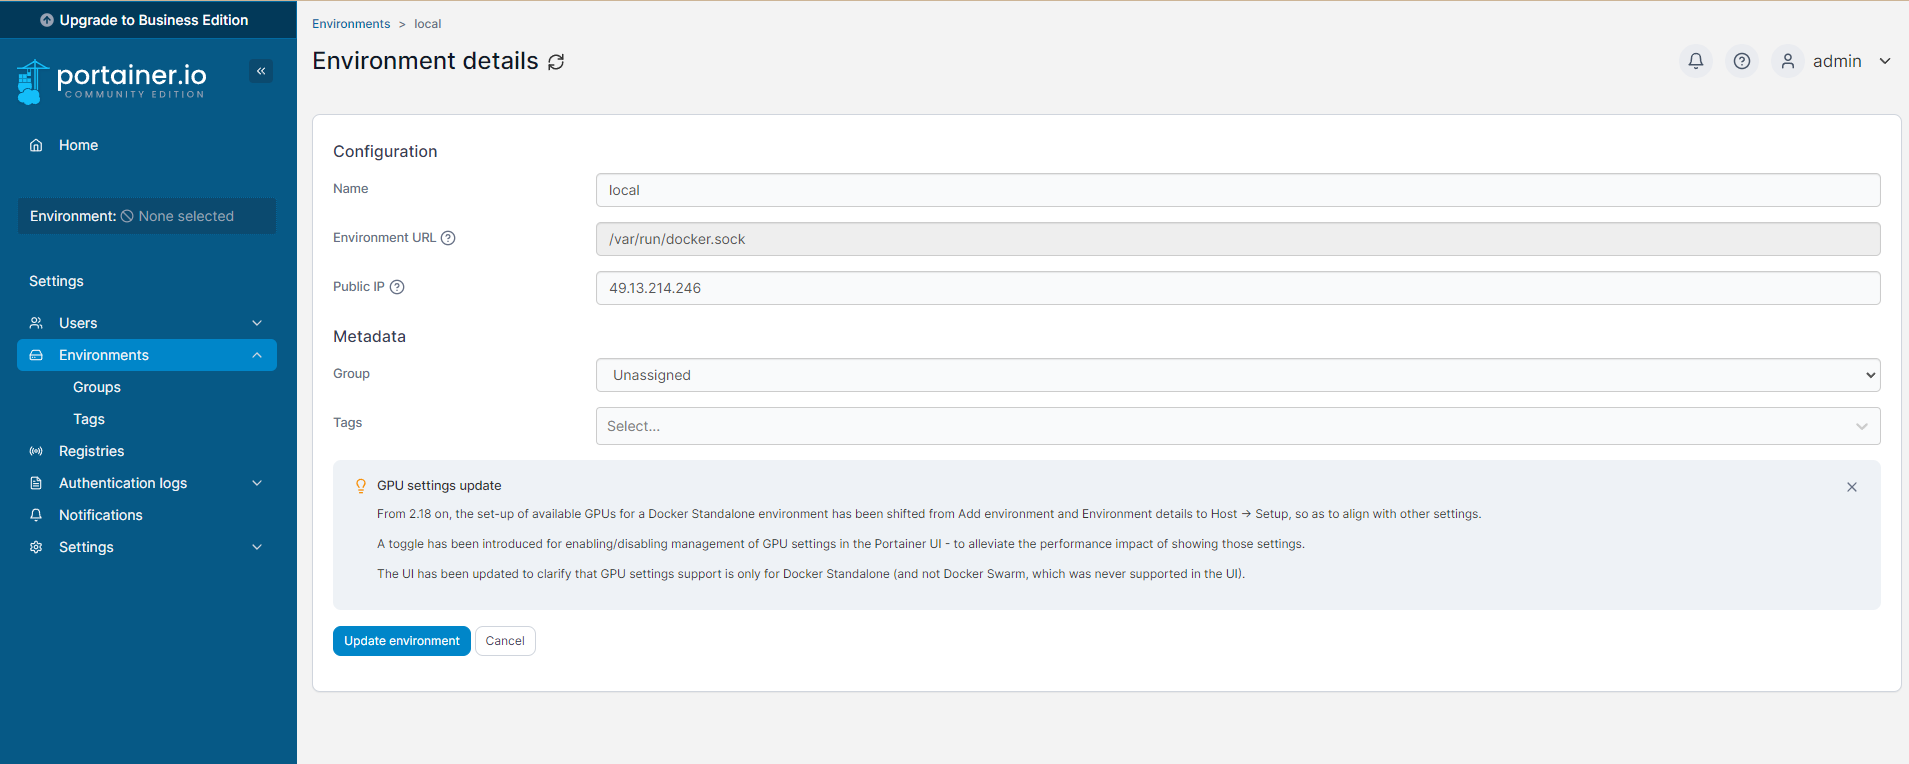 Upgrade to Business Edition
portainer.io
COMMUNITY EDITION
Home
Environment: None selected
Settings
Users
Environments
Groups
Tags
Registries
Authentication logs
Notifications
Settings
Environments > local
Environment details
admin
Configuration
Name
local
Environment URL
/var/run/docker.sock
Public IP
49.13.214.246
Metadata
Group
Unassigned
Tags
Select...
GPU settings update
From 2.18 on, the set-up of available GPUs for a Docker Standalone environment has been shifted from Add environment and Environment details to Host → Setup, so as to align with other settings.
A toggle has been introduced for enabling/disabling management of GPU settings in the Portainer UI - to alleviate the performance impact of showing those settings.
The UI has been updated to clarify that GPU settings support is only for Docker Standalone (and not Docker Swarm, which was never supported in the UI).
Update environment
Cancel